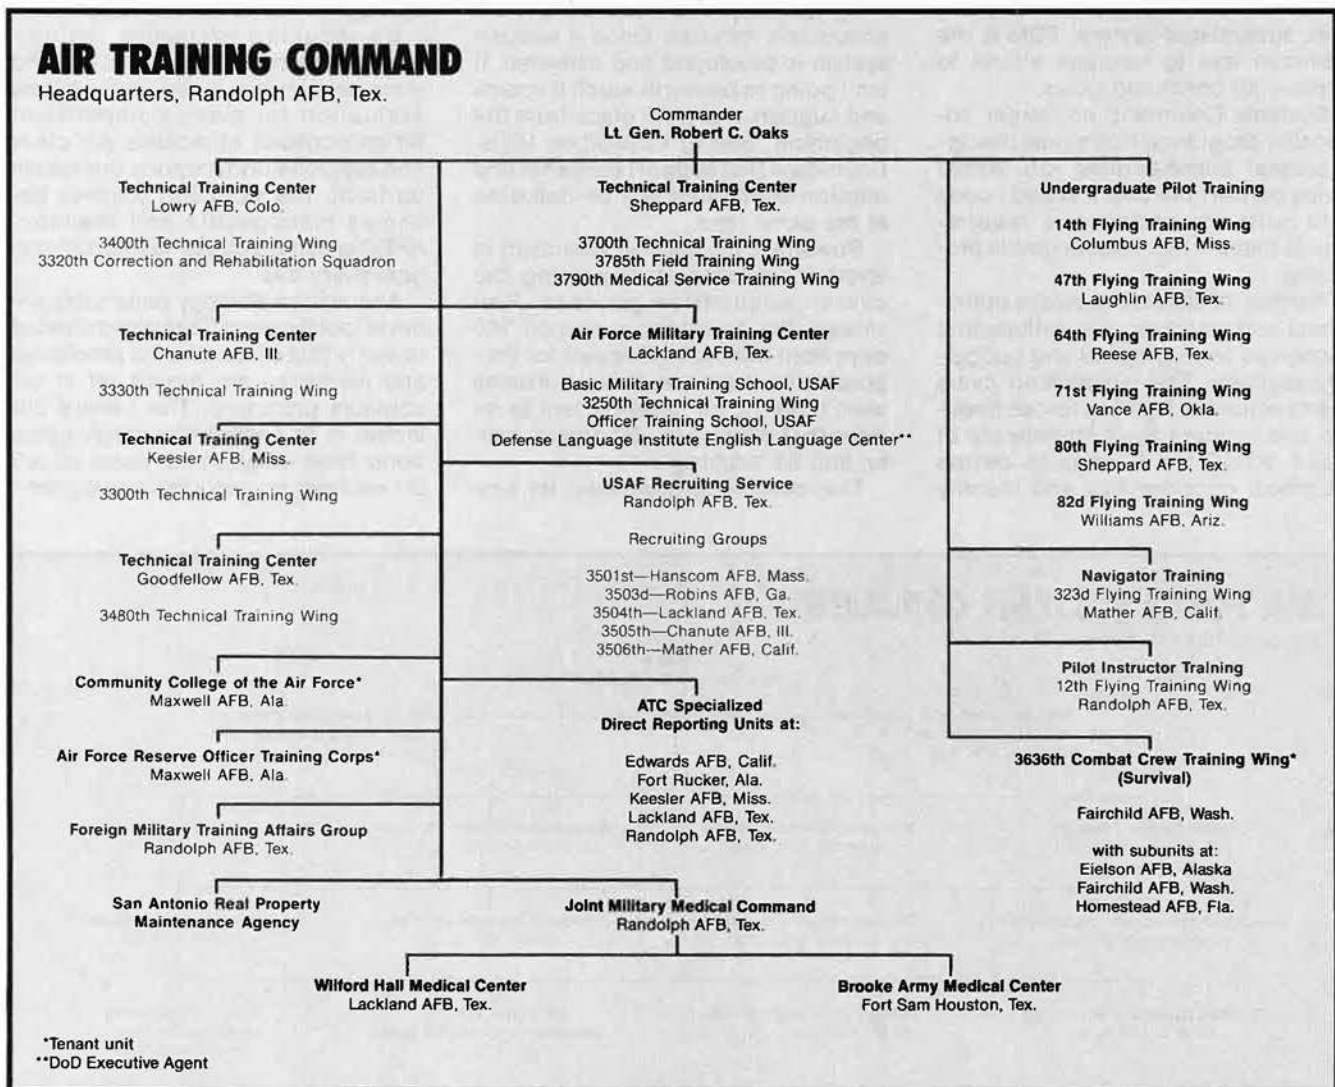 AIR TRAINING COMMAND
Headquarters, Randolph AFB, Tex.
Commander
Lt. Gen. Robert C. Oaks
Technical Training Center
Lowry AFB, Colo.
3400th Technical Training Wing
3320th Correction and Rehabilitation Squadron
Technical Training Center
Chanute AFB, Ill.
3330th Technical Training Wing
Technical Training Center
Keesler AFB, Miss.
3300th Technical Training Wing
Technical Training Center
Goodfellow AFB, Tex.
3480th Technical Training Wing
Community College of the Air Force*
Maxwell AFB, Ala.
Air Force Reserve Officer Training Corps*
Maxwell AFB, Ala.
Foreign Military Training Affairs Group
Randolph AFB, Tex.
San Antonio Real Property
Maintenance Agency
Technical Training Center
Sheppard AFB, Tex.
3700th Technical Training Wing
3785th Field Training Wing
3790th Medical Service Training Wing
Air Force Military Training Center
Lackland AFB, Tex.
Basic Military Training School, USAF
3250th Technical Training Wing
Officer Training School, USAF
Defense Language Institute English Language Center**
USAF Recruiting Service
Randolph AFB, Tex.
Recruiting Groups
3501st—Hanscom AFB, Mass.
3503d—Robins AFB, Ga.
3504th—Lackland AFB, Tex.
3505th—Chanute AFB, Ill.
3506th—Mather AFB, Calif.
ATC Specialized
Direct Reporting Units at:
Edwards AFB, Calif.
Fort Rucker, Ala.
Keesler AFB, Miss.
Lackland AFB, Tex.
Randolph AFB, Tex.
Joint Military Medical Command
Randolph AFB, Tex.
Wilford Hall Medical Center
Lackland AFB, Tex.
Brooke Army Medical Center
Fort Sam Houston, Tex.
Undergraduate Pilot Training
14th Flying Training Wing
Columbus AFB, Miss.
47th Flying Training Wing
Laughlin AFB, Tex.
64th Flying Training Wing
Reese AFB, Tex.
71st Flying Training Wing
Vance AFB, Okla.
80th Flying Training Wing
Sheppard AFB, Tex.
82d Flying Training Wing
Williams AFB, Ariz.
Navigator Training
323d Flying Training Wing
Mather AFB, Calif.
Pilot Instructor Training
12th Flying Training Wing
Randolph AFB, Tex.
3636th Combat Crew Training Wing*
(Survival)
Fairchild AFB, Wash.
with subunits at:
Eielson AFB, Alaska
Fairchild AFB, Wash.
Homestead AFB, Fla.
*Tenant unit
**DoD Executive Agent